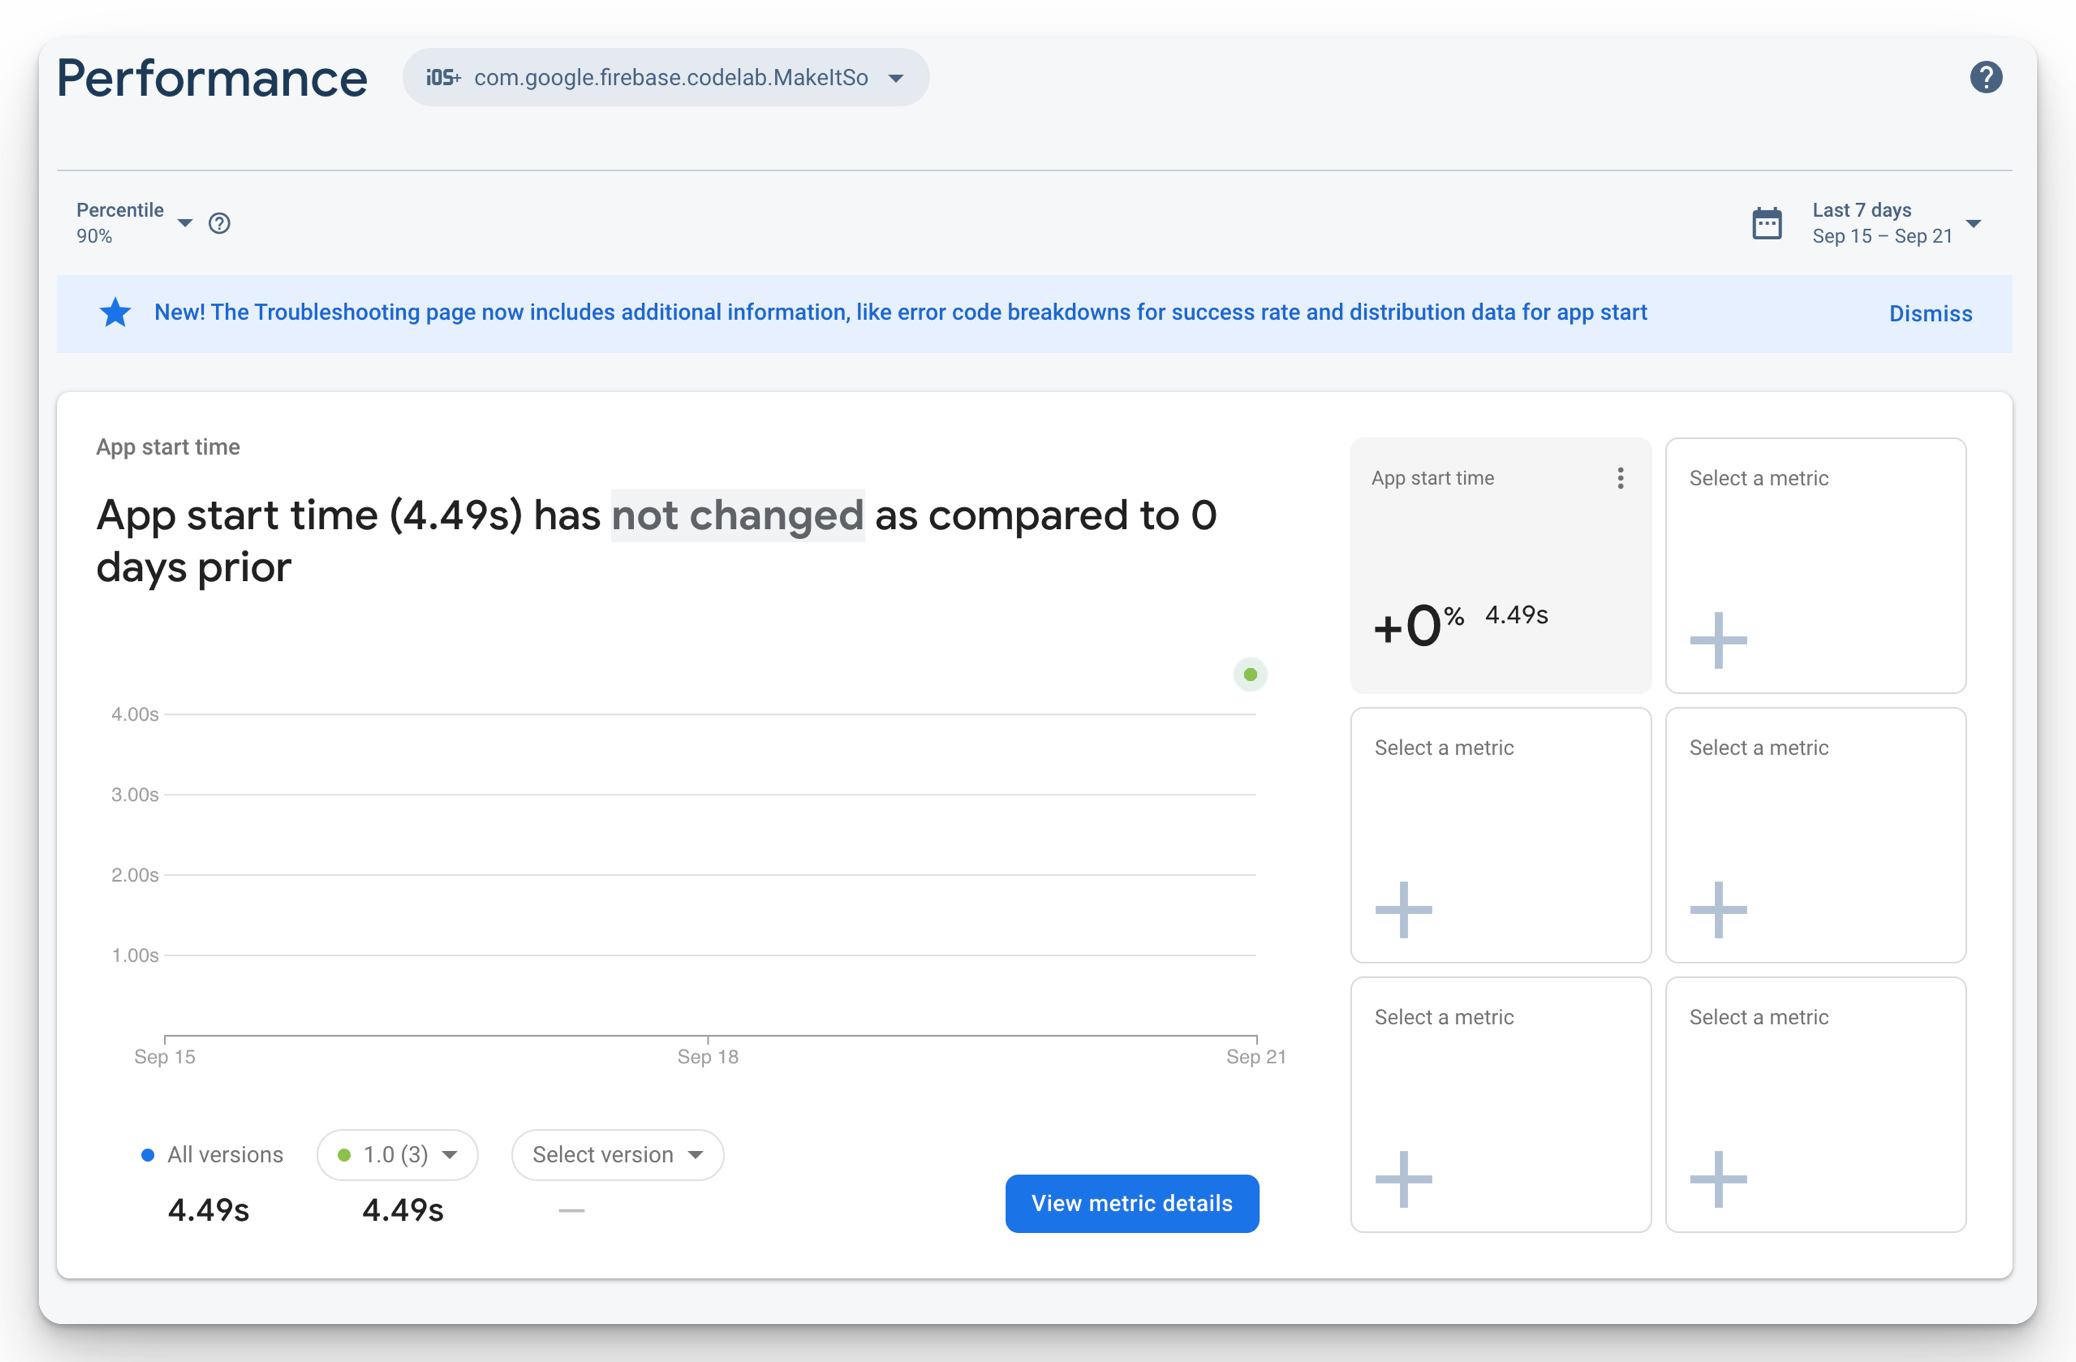 Performance
iOS+ com.google.firebase.codelab.MakeItSo
Percentile
90%
Last 7 days
Sep 15 – Sep 21
New! The Troubleshooting page now includes additional information, like error code breakdowns for success rate and distribution data for app start
Dismiss
App start time
App start time (4.49s) has not changed as compared to 0
days prior
4.00s
3.00s
2.00s
1.00s
Sep 15
Sep 18
Sep 21
All versions
1.0 (3)
Select version
4.49s
4.49s
—
View metric details
App start time
+0% 4.49s
Select a metric
Select a metric
Select a metric
Select a metric
Select a metric